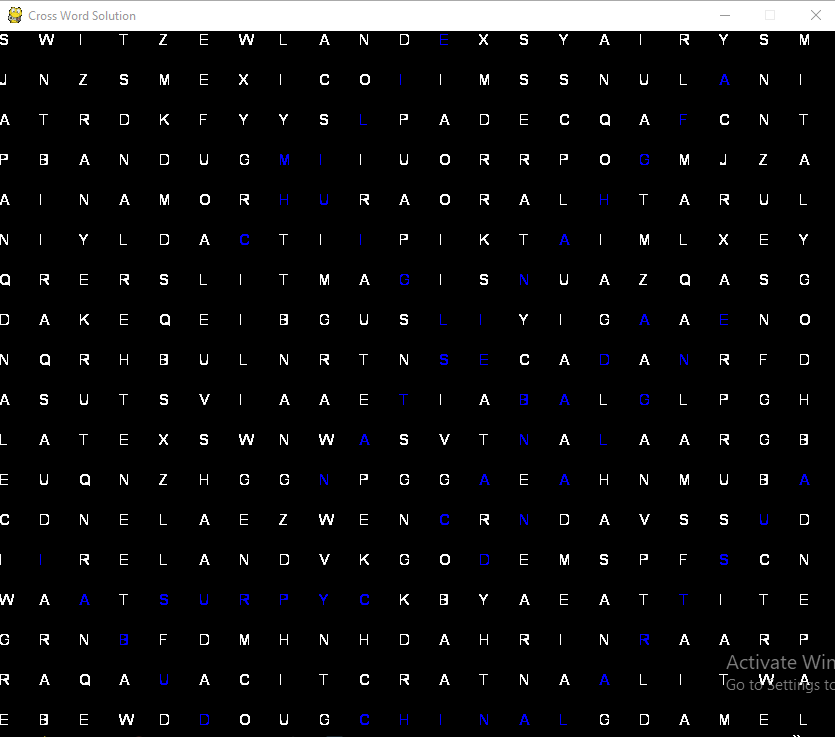 Cross Word Solution
S W I T Z E W L A N D E X S Y A I R Y S M
J N Z S M E X I C O I I M S S N U L A N I
A T R D K F Y Y S L P A D E C Q A F C N T
P B A N D U G M I I U O R R P O G M J Z A
A I N A M O R H U R A O R A L H T A R U L
N I Y L D A C T I I P I K T A I M L X E Y
Q R E R S L I T M A G I S N U A Z Q A S G
D A K E Q E I B G U S L I Y I G A A E N O
N Q R H B U L N R T N S E C A D A N R F D
A S U T S V I A A E T I A B A L G L P G H
L A T E X S W N W A S V T N A L A A R G B
E U Q N Z H G G N P G G A E A H N M U B A
C D N E L A E Z W E N C R N D A V S S U D
I I R E L A N D V K G O D E M S P F S C N
W A A T S U R P Y C K B Y A E A T T I T E
G R N B F D M H N H D A H R I N R A A R P
R A Q A U A C I T C R A T N A A L I T W A
E B E W D D O U G C H I N A L G D A M E L
Activate Win
Go to Settings to